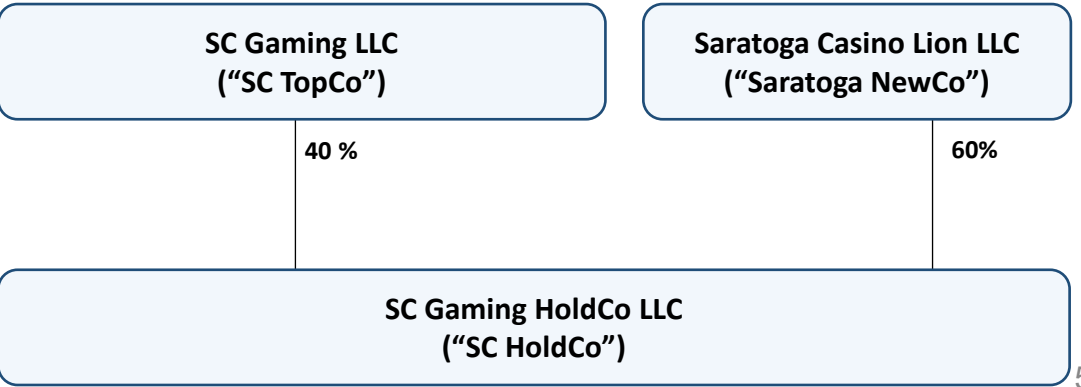 SC Gaming LLC
(“SC TopCo”)
Saratoga Casino Lion LLC
(“Saratoga NewCo”)
40 %
60%
SC Gaming HoldCo LLC
(“SC HoldCo”)